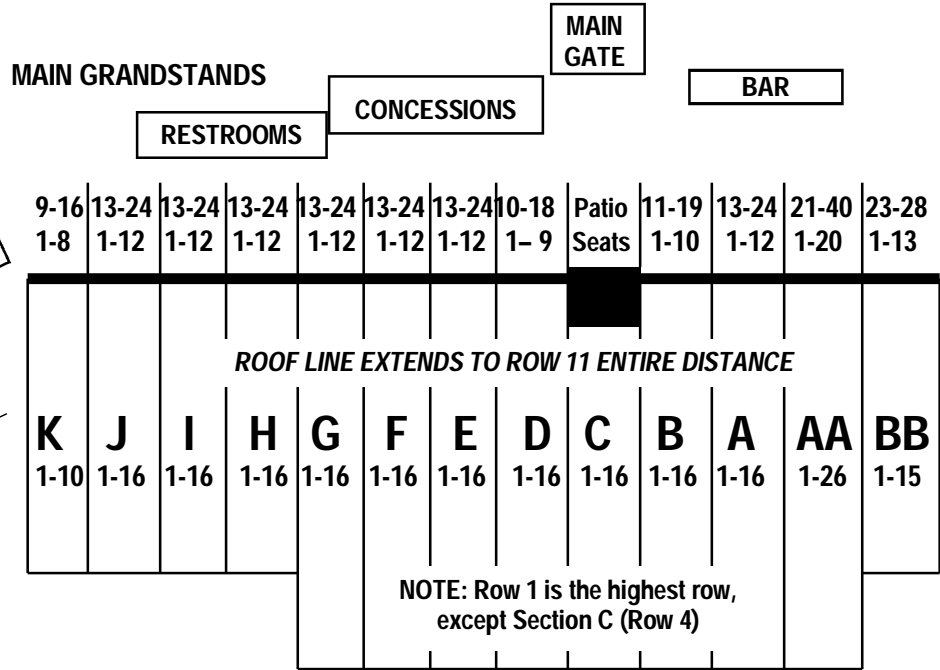 MAIN
GATE
MAIN GRANDSTANDS
BAR
CONCESSIONS
RESTROOMS
9-16 13-24 13-24 13-24 13-24 13-24 13-24 10-18 Patio 11-19 13-24 21-40 23-28
1-8 1-12 1-12 1-12 1-12 1-12 1-12 1– 9 Seats 1-10 1-12 1-20 1-13
ROOF LINE EXTENDS TO ROW 11 ENTIRE DISTANCE
K J I H G F E D C B A AA BB
1-10 1-16 1-16 1-16 1-16 1-16 1-16 1-16 1-16 1-16 1-16 1-26 1-15
NOTE: Row 1 is the highest row,
except Section C (Row 4)